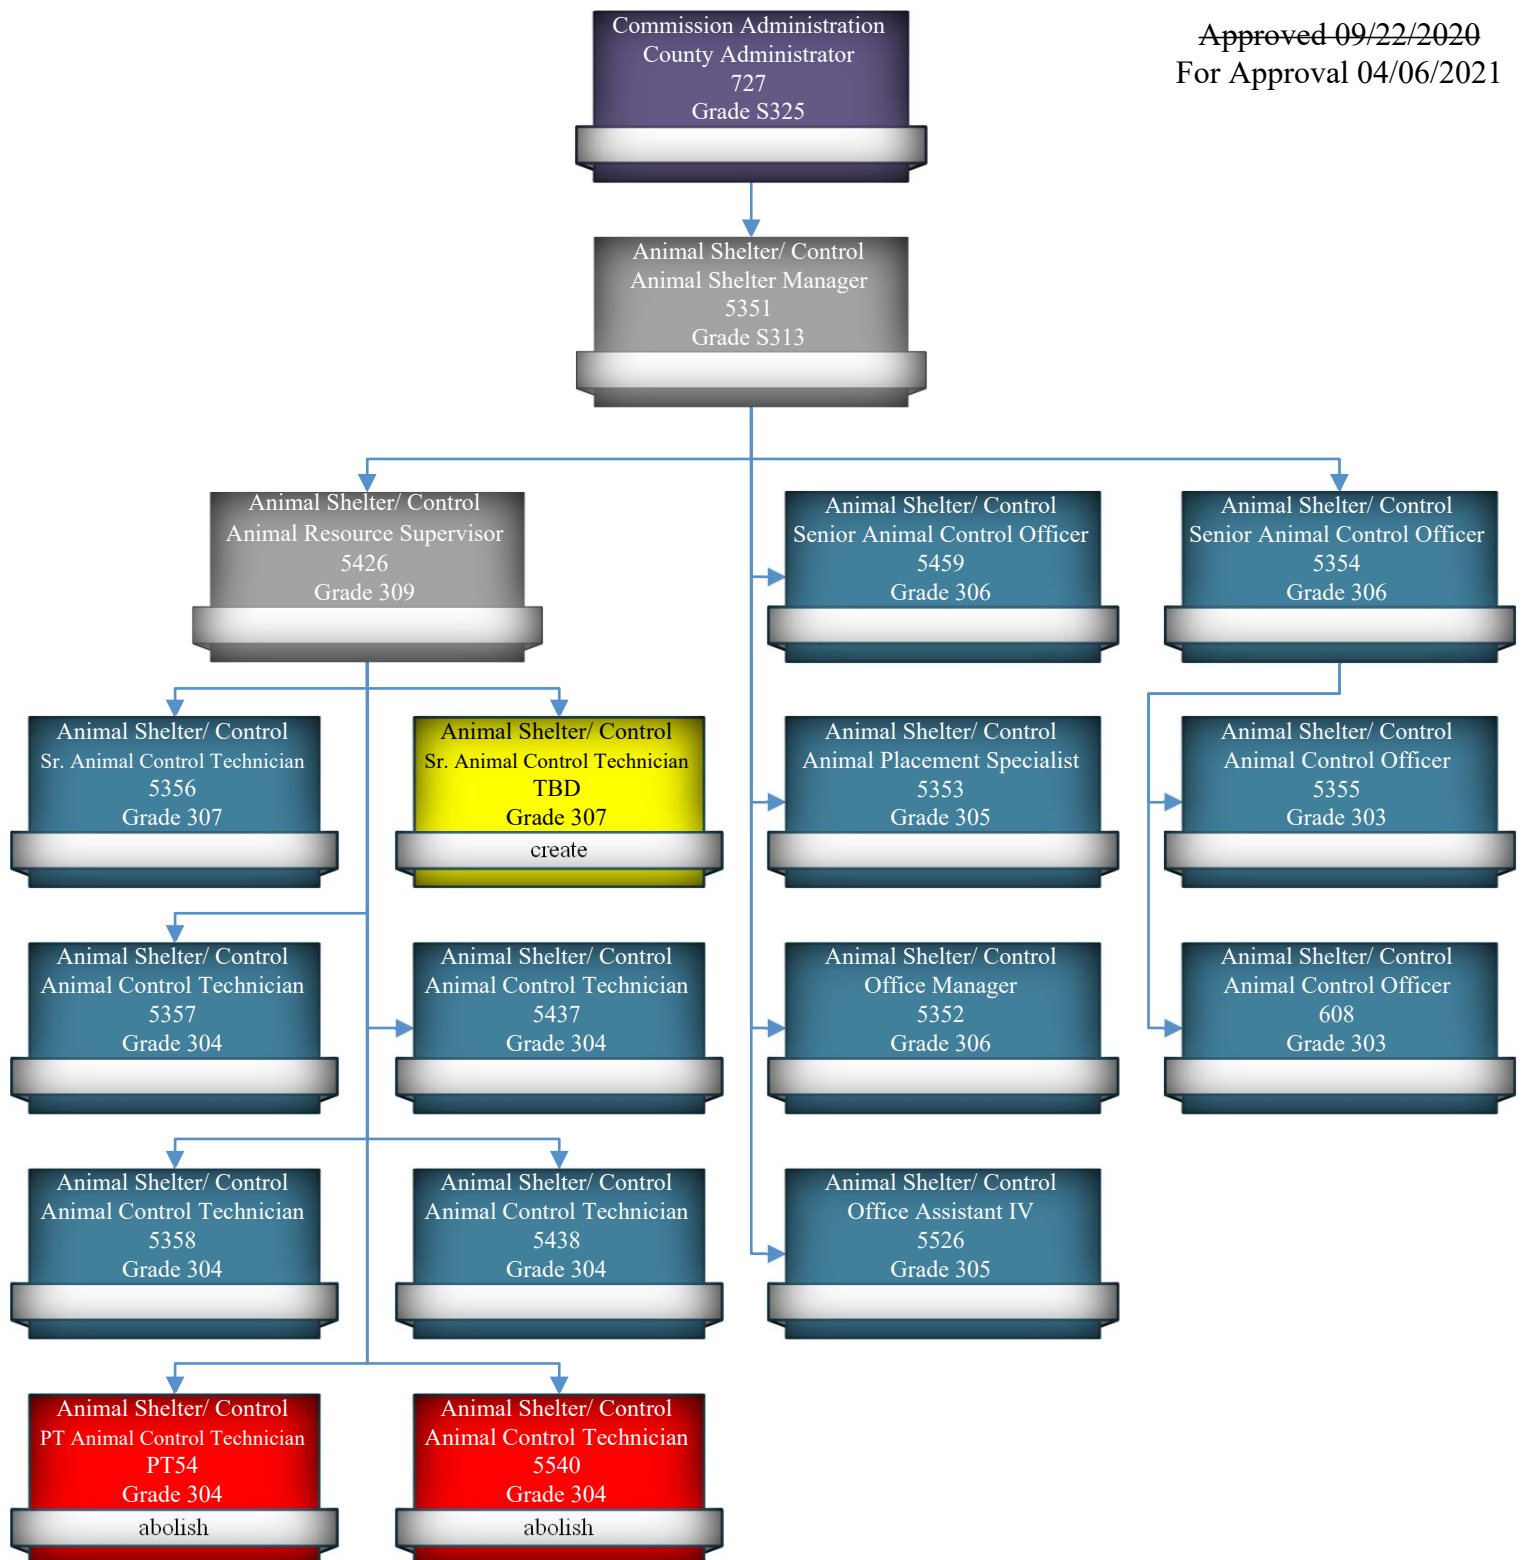 Commission Administration
County Administrator
727
Grade S325
Approved 09/22/2020
For Approval 04/06/2021
Animal Shelter/ Control
Animal Shelter Manager
5351
Grade S313
Animal Shelter/ Control
Animal Resource Supervisor
5426
Grade 309
Animal Shelter/ Control
Senior Animal Control Officer
5459
Grade 306
Animal Shelter/ Control
Senior Animal Control Officer
5354
Grade 306
Animal Shelter/ Control
Sr. Animal Control Technician
5356
Grade 307
Animal Shelter/ Control
Sr. Animal Control Technician
TBD
Grade 307
create
Animal Shelter/ Control
Animal Placement Specialist
5353
Grade 305
Animal Shelter/ Control
Animal Control Officer
5355
Grade 303
Animal Shelter/ Control
Animal Control Technician
5357
Grade 304
Animal Shelter/ Control
Animal Control Technician
5437
Grade 304
Animal Shelter/ Control
Office Manager
5352
Grade 306
Animal Shelter/ Control
Animal Control Officer
608
Grade 303
Animal Shelter/ Control
Animal Control Technician
5358
Grade 304
Animal Shelter/ Control
Animal Control Technician
5438
Grade 304
Animal Shelter/ Control
Office Assistant IV
5526
Grade 305
Animal Shelter/ Control
PT Animal Control Technician
PT54
Grade 304
abolish
Animal Shelter/ Control
Animal Control Technician
5540
Grade 304
abolish